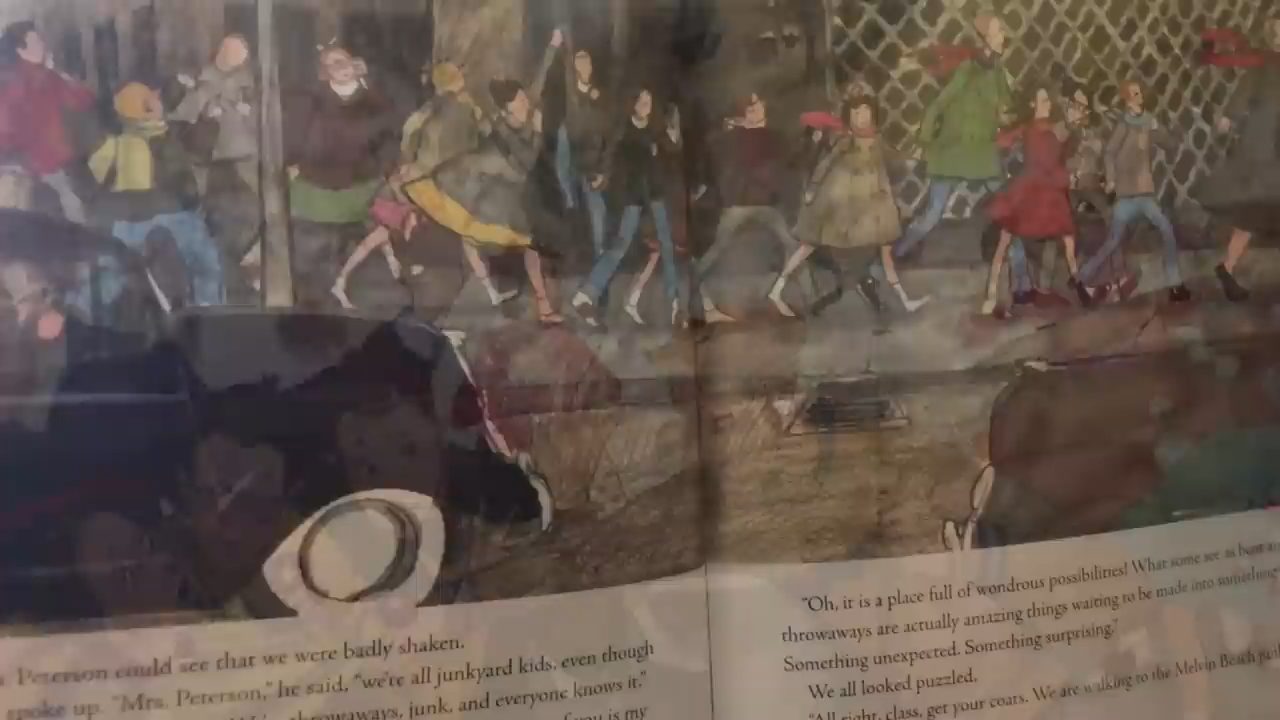 Peterson could see that we were badly shaken.
spoke up. "Mrs. Peterson," he said, "we're all junkyard kids, even though
throwaways, junk, and everyone knows it."
is my
"Oh, it is a place full of wondrous possibilities! What some see as bent
throwaways are actually amazing things waiting to be made into something
Something unexpected. Something surprising."
We all looked puzzled.
"All right, class, get your coats. We are walking to the Melvin Beach